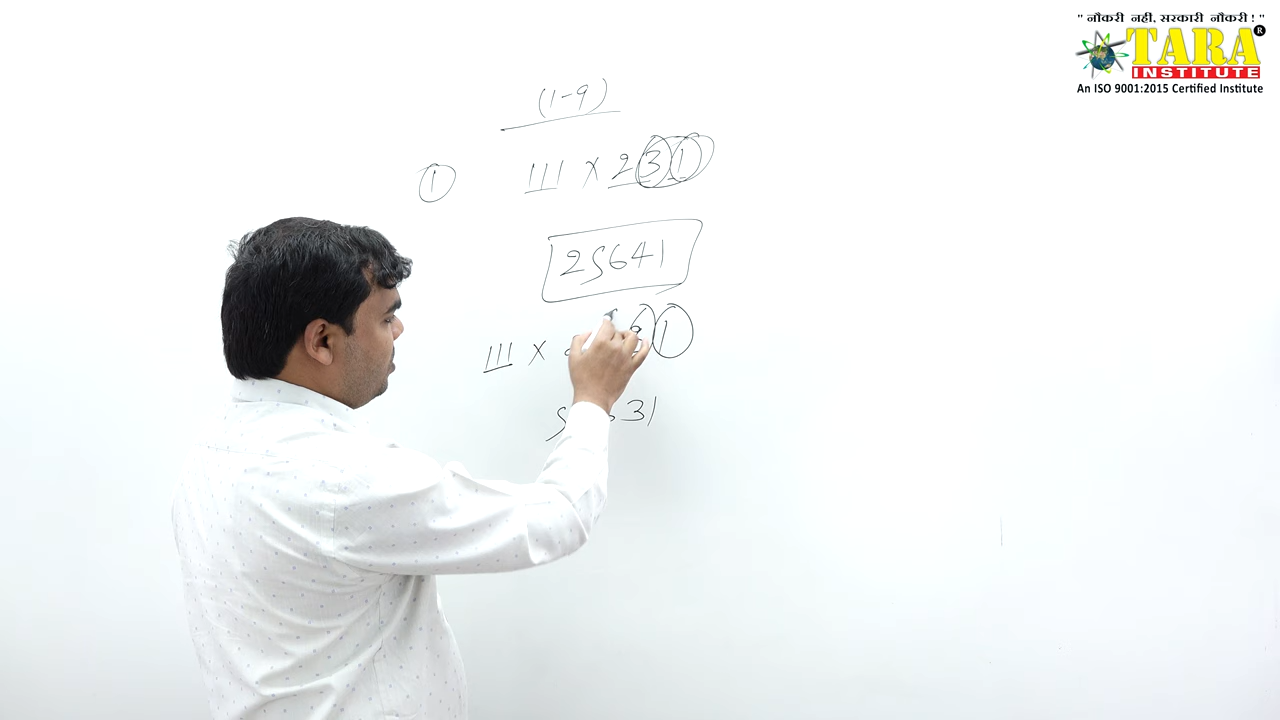 " नौकरी नहीं, सरकारी नौकरी ! "
TARA ®
INSTITUTE
An ISO 9001:2015 Certified Institute
(1-9)
1 111 x 231
25641
111 x 1
31